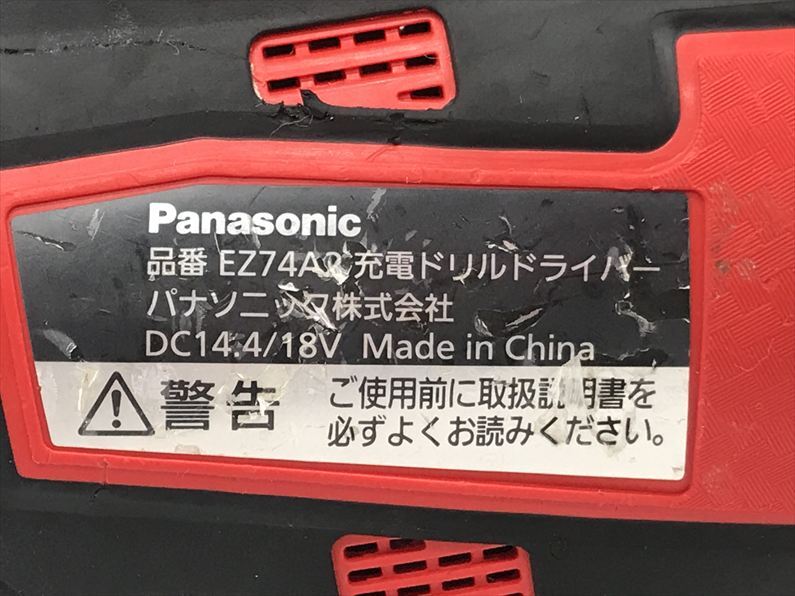 Panasonic
品番 EZ74A2 充電ドリルドライバー
パナソニック株式会社
DC14.4/18V Made in China
警告
ご使用前に取扱説明書を
必ずよくお読みください。